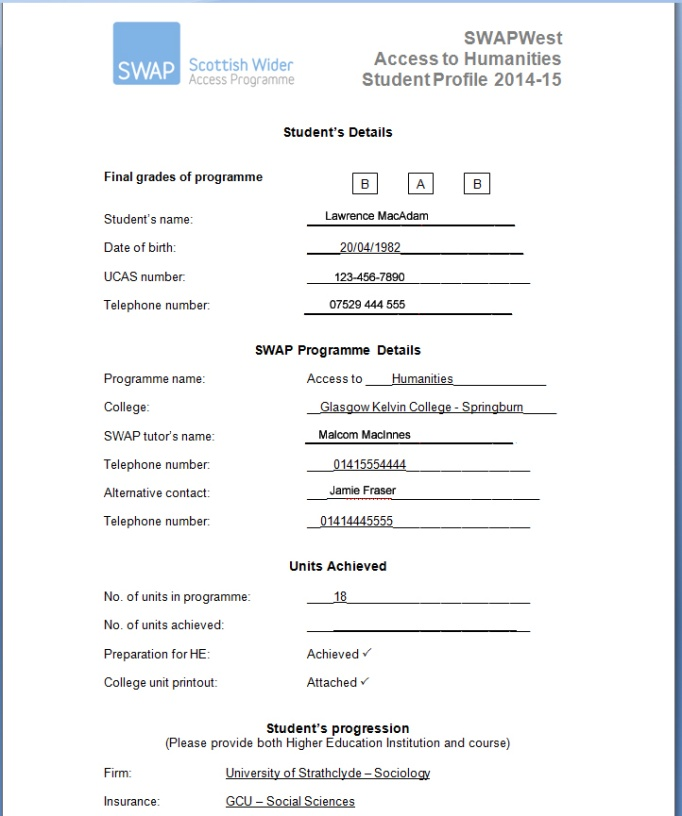 SWAPWest
SWAP Scottish Wider Access to Humanities
Access Programme Student Profile 2014-15
Student's Details
Final grades of programme B A B
Student's name: Lawrence MacAdam
Date of birth: 20/04/1982
UCAS number: 123-456-7890
Telephone number: 07529 444 555
SWAP Programme Details
Programme name: Access to Humanities
College: Glasgow Kelvin College - Springburn
SWAP tutor's name: Malcom MacInnes
Telephone number: 01415554444
Alternative contact: Jamie Fraser
Telephone number: 01414445555
Units Achieved
No. of units in programme: 18
No. of units achieved:
Preparation for HE: Achieved ✓
College unit printout: Attached ✓
Student's progression
(Please provide both Higher Education Institution and course)
Firm: University of Strathclyde – Sociology
Insurance: GCU – Social Sciences